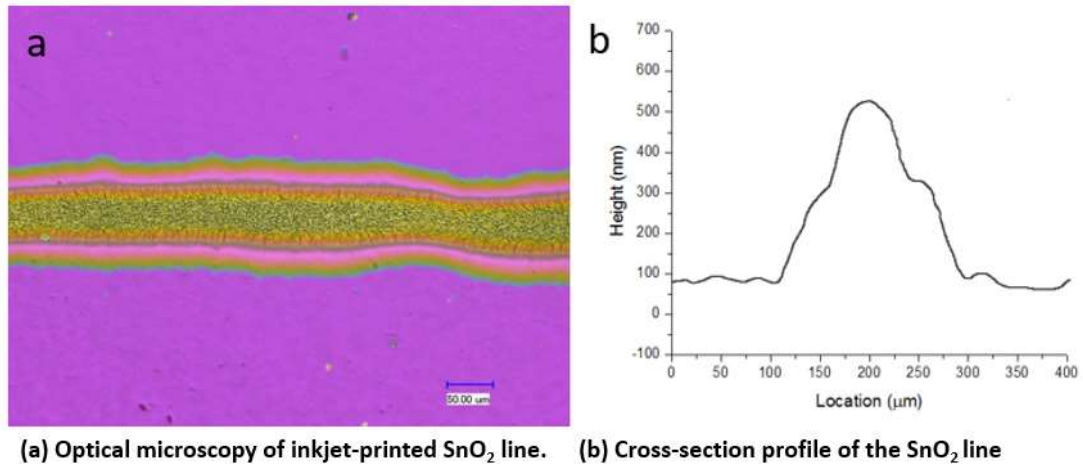 a
50.00 um
b
700
600
500
400
300
200
100
0
-100
Height (nm)
0 50 100 150 200 250 300 350 400
Location (μm)
(a) Optical microscopy of inkjet-printed SnO₂ line. (b) Cross-section profile of the SnO₂ line